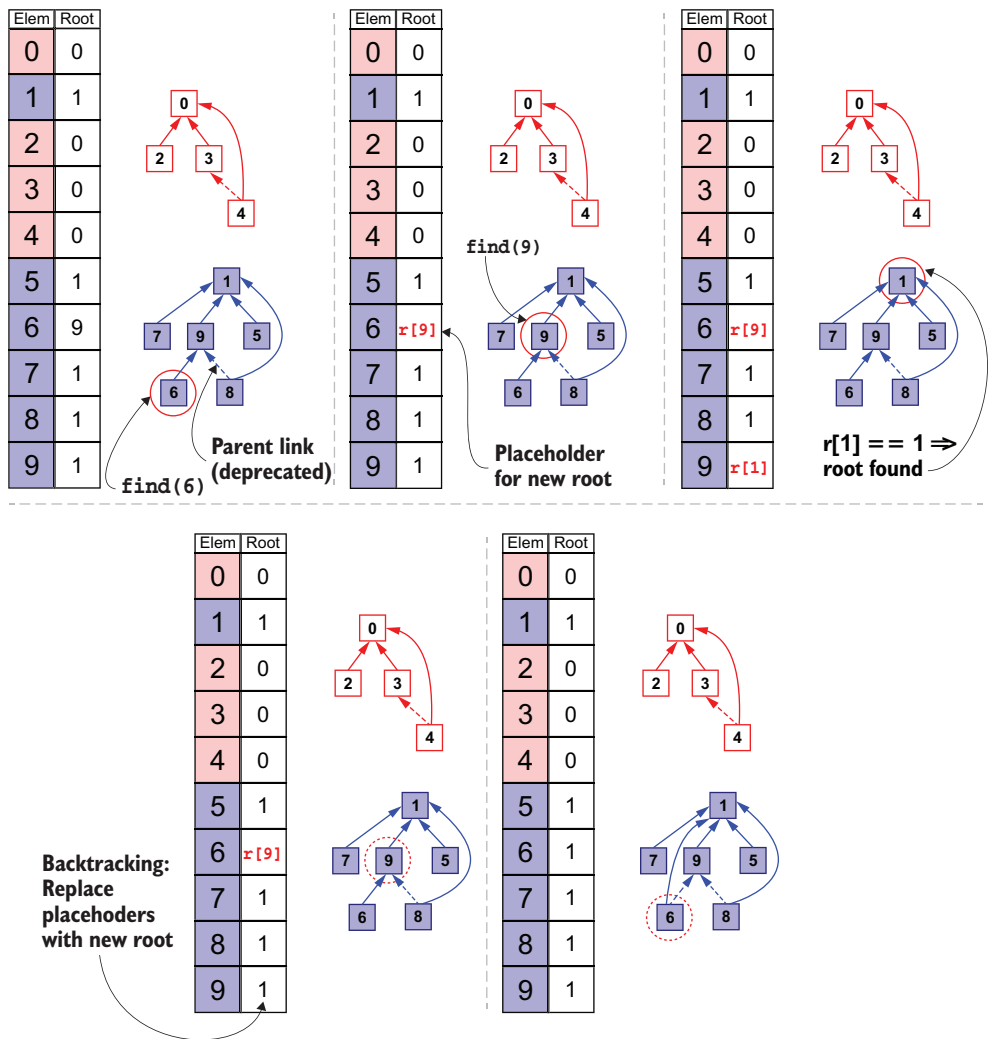 Elem Root
0 0
1 1
2 0
3 0
4 0
5 1
6 9
7 1
8 1
9 1
0
2 3
4
1
7 9 5
6 8
Parent link
(deprecated)
find(6)
Elem Root
0 0
1 1
2 0
3 0
4 0
5 1
6 r[9]
7 1
8 1
9 1
0
2 3
4
find(9)
1
7 9 5
6 8
Placeholder
for new root
Elem Root
0 0
1 1
2 0
3 0
4 0
5 1
6 r[9]
7 1
8 1
9 r[1]
0
2 3
4
1
7 9 5
6 8
r[1] == 1 ⇒
root found
Elem Root
0 0
1 1
2 0
3 0
4 0
5 1
6 r[9]
7 1
8 1
9 1
0
2 3
4
1
7 9 5
6 8
Backtracking:
Replace
placehoders
with new root
Elem Root
0 0
1 1
2 0
3 0
4 0
5 1
6 1
7 1
8 1
9 1
0
2 3
4
1
7 9 5
6 8